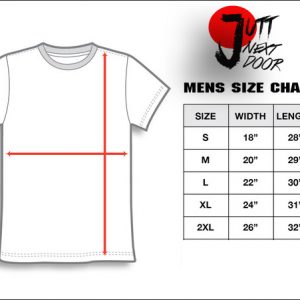 JUTT
NEXT
DOOR
MENS SIZE CHA
SIZE WIDTH LENG
S 18" 28"
M 20" 29"
L 22" 30"
XL 24" 31"
2XL 26" 32"